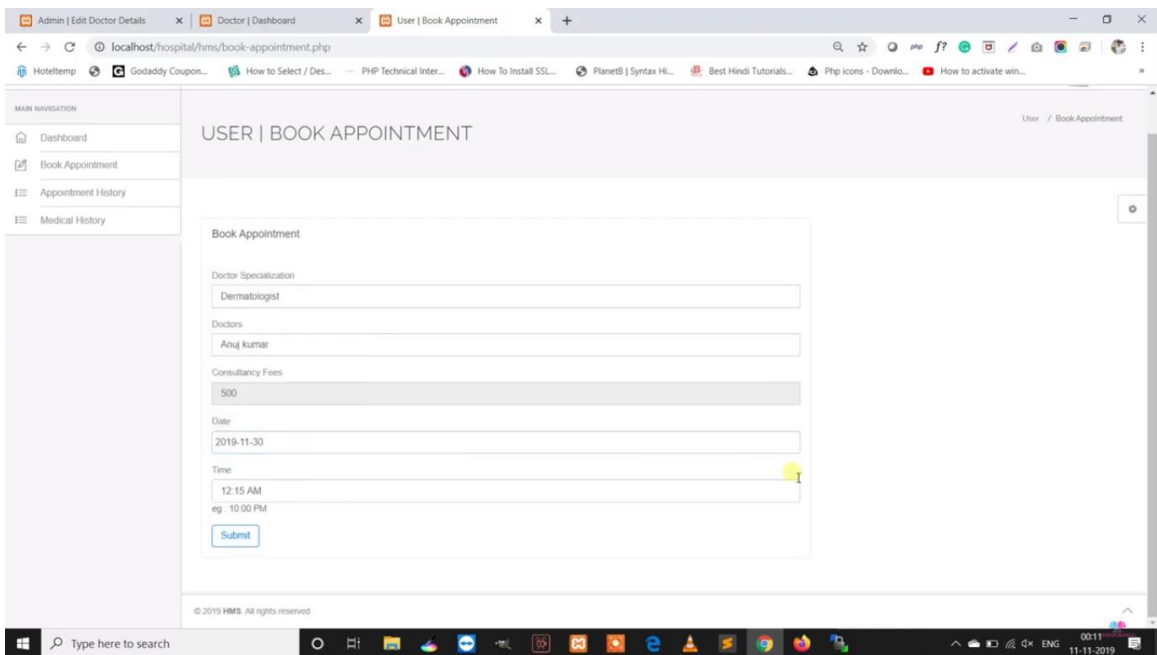 Admin | Edit Doctor Details
Doctor | Dashboard
User | Book Appointment
localhost/hospital/hms/book-appointment.php
Hoteltemp
Godaddy Coupon...
How to Select / Des...
PHP Technical Inter...
How To Install SSL...
PlanetB | Syntax Hi...
Best Hindi Tutorials...
Php icons - Downlo...
How to activate win...
MAIN NAVIGATION
Dashboard
Book Appointment
Appointment History
Medical History
USER | BOOK APPOINTMENT
User / Book Appointment
Book Appointment
Doctor Specialization
Dermatologist
Doctors
Anuj kumar
Consultancy Fees
500
Date
2019-11-30
Time
12:15 AM
eg : 10:00 PM
Submit
© 2019 HMS. All rights reserved
Type here to search
ENG
00:11
11-11-2019